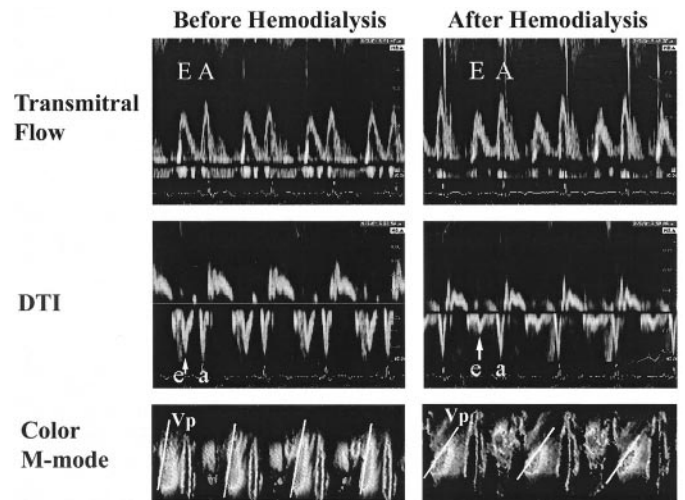 Before Hemodialysis
After Hemodialysis
Transmitral
Flow
E A
E A
DTI
e a
e a
Color
M-mode
Vp
Vp